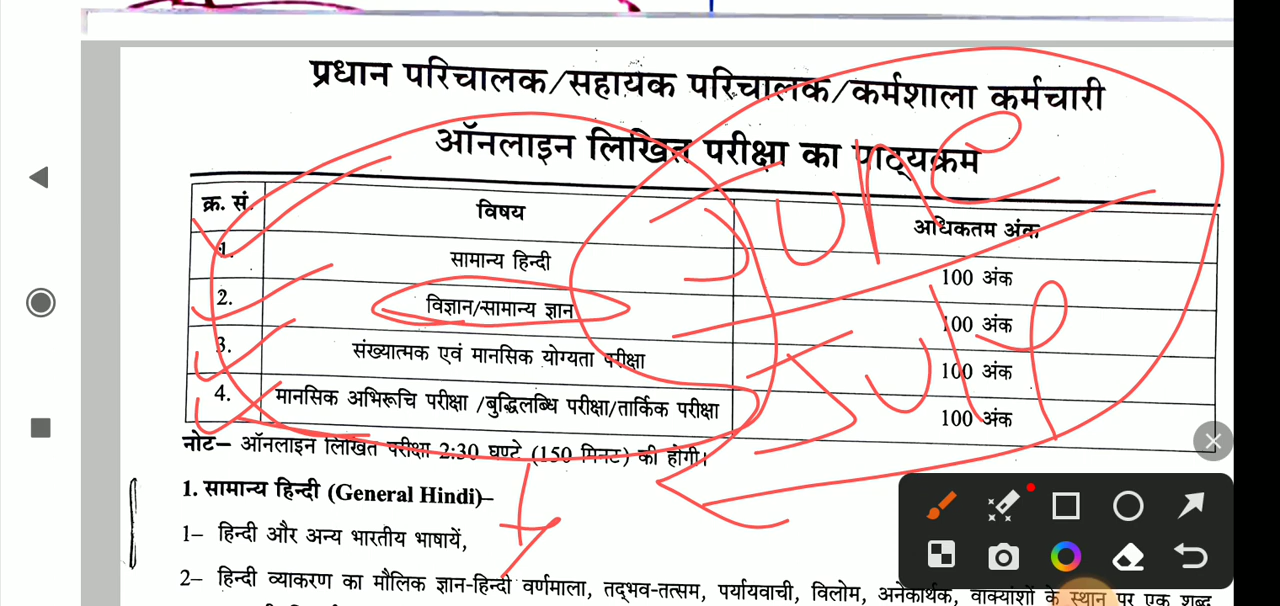 प्रधान परिचालक/सहायक परिचालक/कर्मशाला कर्मचारी
ऑनलाइन लिखित परीक्षा का पाठ्यक्रम
क्र. सं. विषय अधिकतम अंक
1. सामान्य हिन्दी 100 अंक
2. विज्ञान/सामान्य ज्ञान 100 अंक
3. संख्यात्मक एवं मानसिक योग्यता परीक्षा 100 अंक
4. मानसिक अभिरूचि परीक्षा /बुद्धिलब्धि परीक्षा/तार्किक परीक्षा 100 अंक
नोट– ऑनलाइन लिखित परीक्षा 2:30 घण्टे (150 मिनट) की होगी।
1. सामान्य हिन्दी (General Hindi)–
1– हिन्दी और अन्य भारतीय भाषायें,
2– हिन्दी व्याकरण का मौलिक ज्ञान-हिन्दी वर्णमाला, तद्भव-तत्सम, पर्यायवाची, विलोम, अनेकार्थक, वाक्यांशों के स्थान पर एक शब्द
June